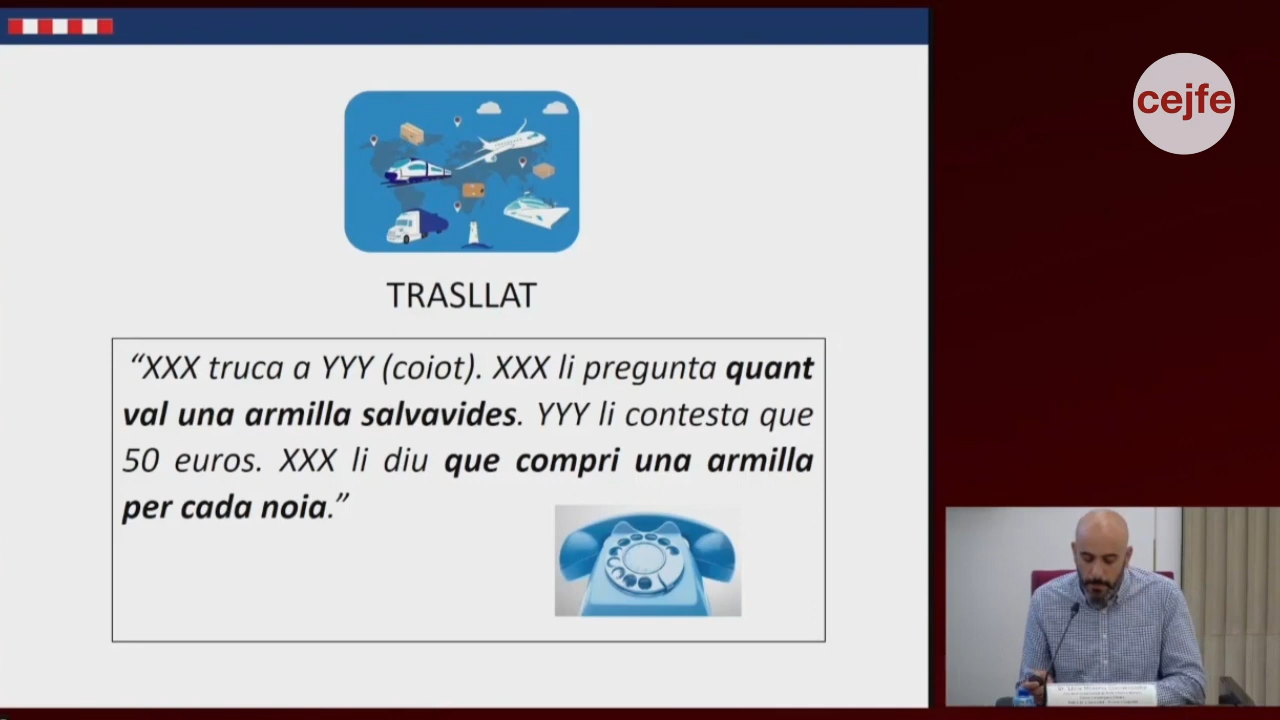 cejfe
TRASLLAT
“XXX truca a YYY (coiot). XXX li pregunta quant
val una armilla salvavides. YYY li contesta que
50 euros. XXX li diu que compri una armilla
per cada noia.”